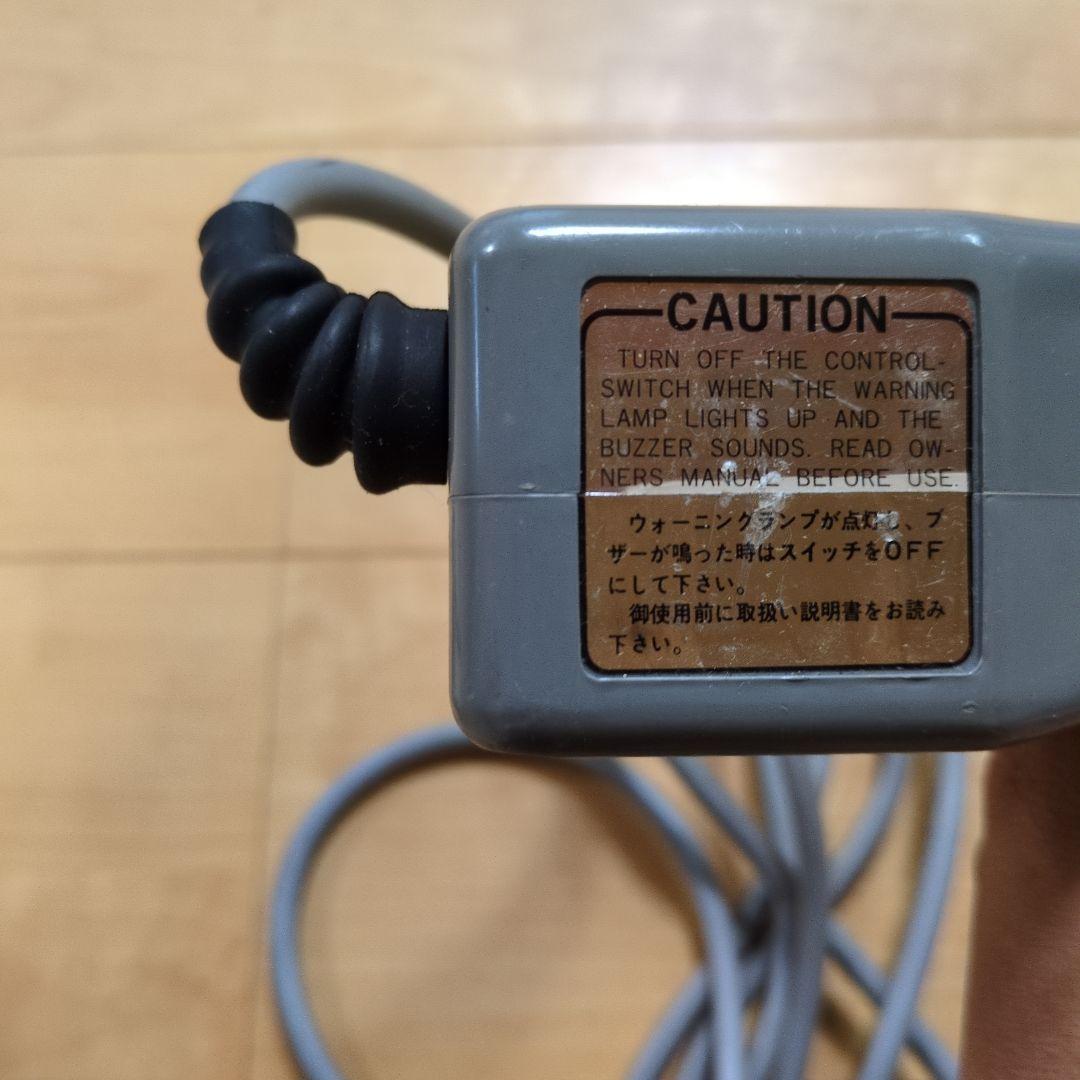 CAUTION
TURN OFF THE CONTROL-
SWITCH WHEN THE WARNING
LAMP LIGHTS UP AND THE
BUZZER SOUNDS. READ OW-
NERS MANUAL BEFORE USE.
ウォーニングランプが点灯し、ブ
ザーが鳴った時はスイッチをOFF
にして下さい。
御使用前に取扱い説明書をお読み
下さい。